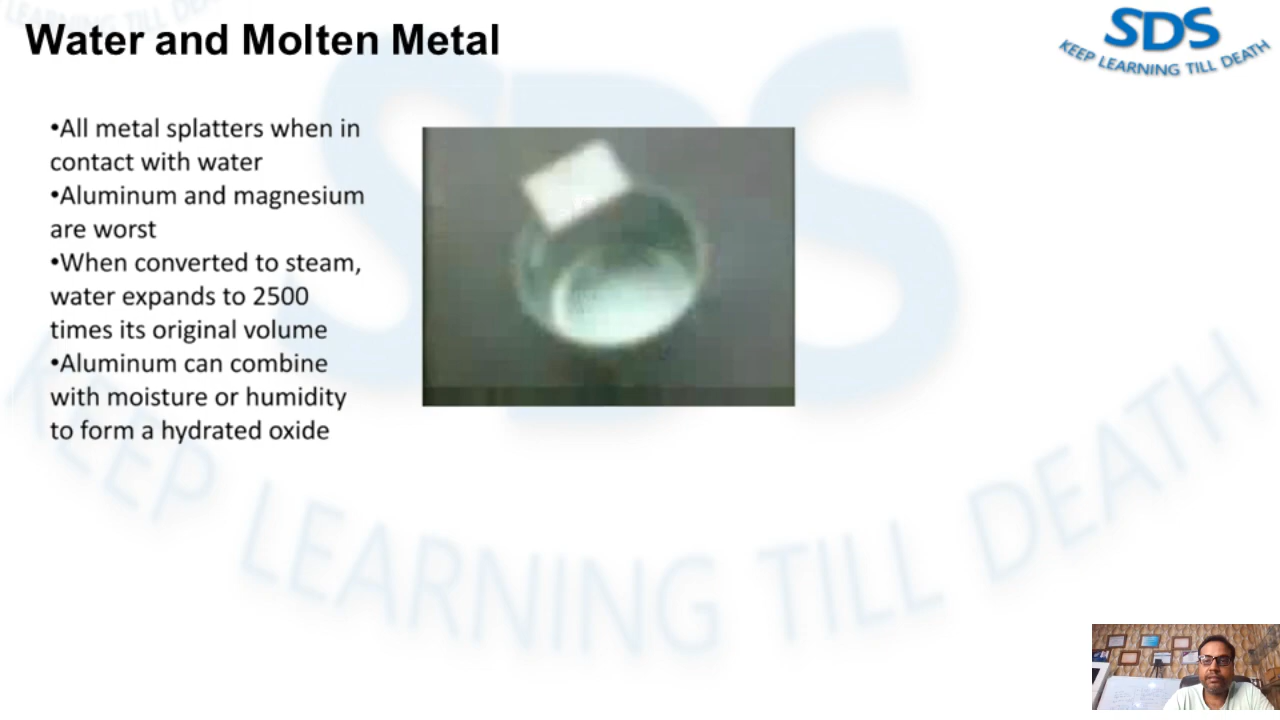 Water and Molten Metal
SDS
KEEP LEARNING TILL DEATH
•All metal splatters when in
contact with water
•Aluminum and magnesium
are worst
•When converted to steam,
water expands to 2500
times its original volume
•Aluminum can combine
with moisture or humidity
to form a hydrated oxide
SDS
KEEP LEARNING TILL DEATH